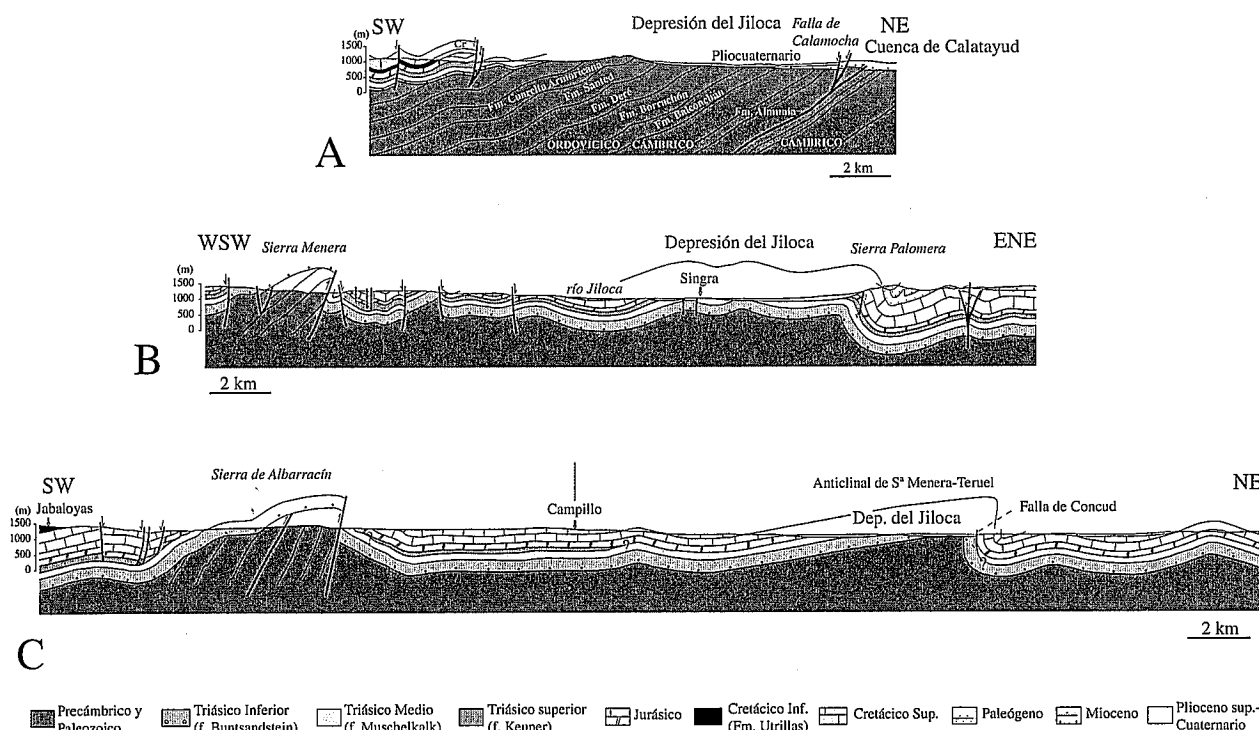 SW
Depresión del Jiloca
Falla de
Calamocha
NE
Cuenca de Calatayud
(m)
1500
1000
500
0
Cr
Pliocuaternario
Fm. Cuarcita Armoricana
Fm. Santed
Fm. Deré
Fm. Borrachón
Fm. Balconchán
Fm. Almunia
ORDOVICICO
CÁMBRICO
CÁMBRICO
A
2 km
WSW
Sierra Menera
Depresión del Jiloca
Sierra Palomera
ENE
(m)
1500
1000
500
0
río Jiloca
Singra
B
2 km
SW
Sierra de Albarracín
NE
Jabaloyas
(m)
1500
1000
500
0
Campillo
Anticlinal de Sª Menera-Teruel
Dep. del Jiloca
Falla de Concud
2 km
C
Precámbrico y
Paleozoico
Triásico Inferior
(f. Buntsandstein)
Triásico Medio
(f. Muschelkalk)
Triásico superior
(f. Keuper)
Jurásico
Cretácico Inf.
(Fm. Utrillas)
Cretácico Sup.
Paleógeno
Mioceno
Plioceno sup.-
Cuaternario